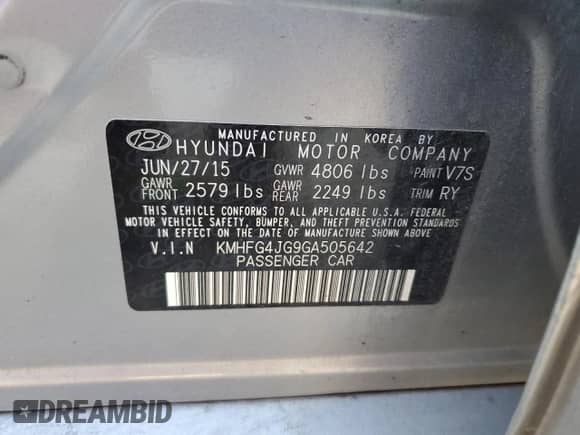 MANUFACTURED IN KOREA BY
HYUNDAI MOTOR COMPANY
JUN/27/15 GVWR 4806 lbs PAINT V7S
GAWR FRONT 2579 lbs GAWR REAR 2249 lbs TRIM RY
THIS VEHICLE CONFORMS TO ALL APPLICABLE U.S.A. FEDERAL
MOTOR VEHICLE SAFETY, BUMPER, AND THEFT PREVENTION STANDARDS
IN EFFECT ON THE DATE OF MANUFACTURE SHOWN ABOVE.
V.I.N KMHFG4JG9GA505642
PASSENGER CAR
DREAMBID